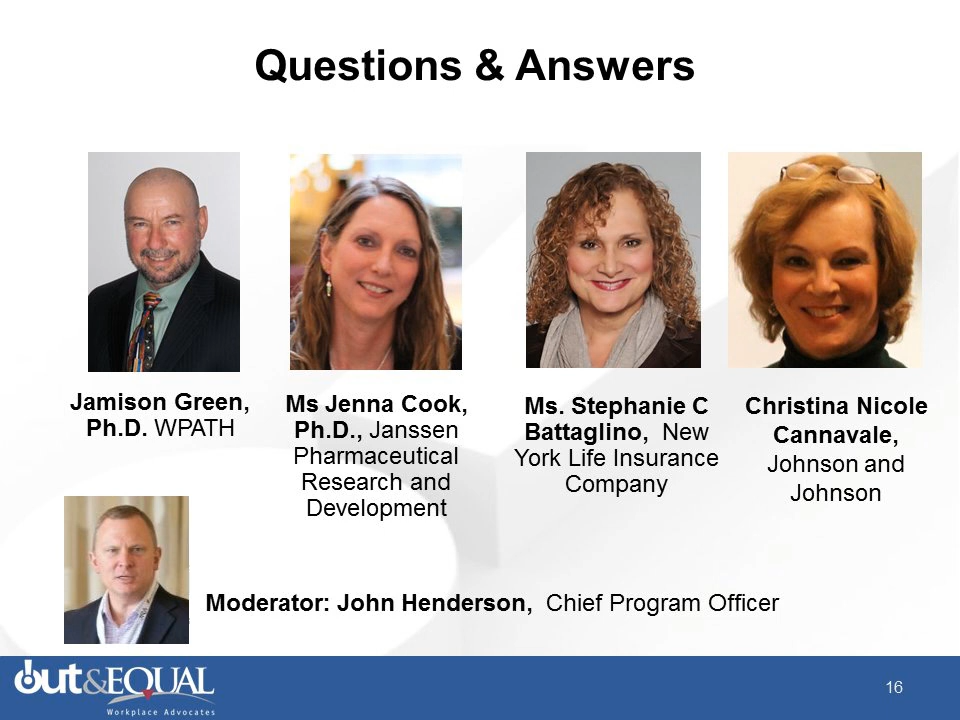 Questions & Answers
Jamison Green,
Ph.D. WPATH
Ms Jenna Cook,
Ph.D., Janssen
Pharmaceutical
Research and
Development
Ms. Stephanie C
Battaglino, New
York Life Insurance
Company
Christina Nicole
Cannavale,
Johnson and
Johnson
Moderator: John Henderson, Chief Program Officer
Out&EQUAL
Workplace Advocates
16